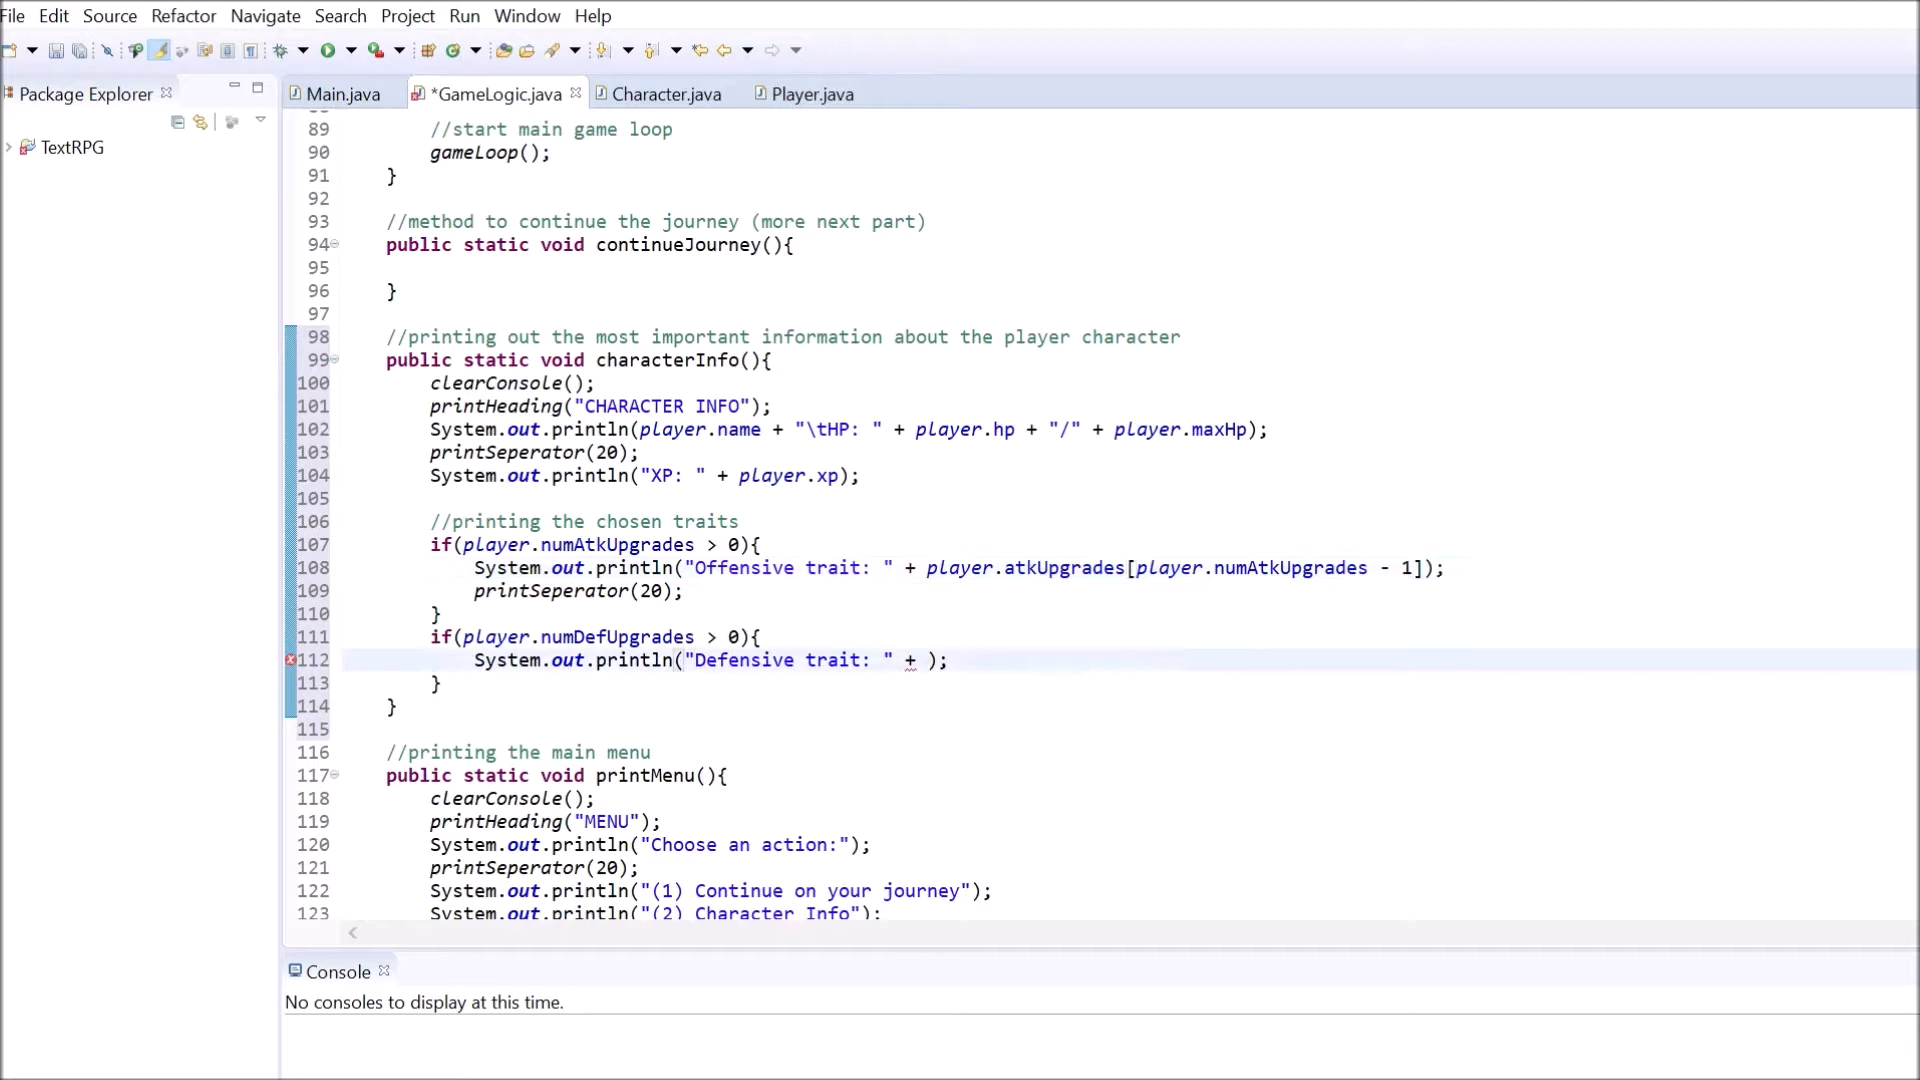 File Edit Source Refactor Navigate Search Project Run Window Help
Package Explorer
TextRPG
Main.java *GameLogic.java Character.java Player.java
89 //start main game loop
90 gameLoop();
91 }
92
93 //method to continue the journey (more next part)
94 public static void continueJourney(){
95
96 }
97
98 //printing out the most important information about the player character
99 public static void characterInfo(){
100 clearConsole();
101 printHeading("CHARACTER INFO");
102 System.out.println(player.name + "\tHP: " + player.hp + "/" + player.maxHp);
103 printSeperator(20);
104 System.out.println("XP: " + player.xp);
105
106 //printing the chosen traits
107 if(player.numAtkUpgrades > 0){
108 System.out.println("Offensive trait: " + player.atkUpgrades[player.numAtkUpgrades - 1]);
109 printSeperator(20);
110 }
111 if(player.numDefUpgrades > 0){
112 System.out.println("Defensive trait: " + );
113 }
114 }
115
116 //printing the main menu
117 public static void printMenu(){
118 clearConsole();
119 printHeading("MENU");
120 System.out.println("Choose an action:");
121 printSeperator(20);
122 System.out.println("(1) Continue on your journey");
123 System.out.println("(2) Character Info");
Console
No consoles to display at this time.